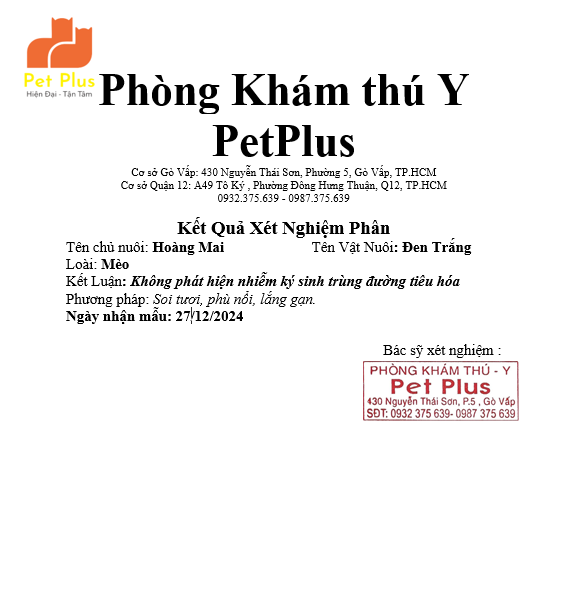 Pet Plus
Hiện Đại - Tận Tâm
Phòng Khám thú Y
PetPlus
Cơ sở Gò Vấp: 430 Nguyễn Thái Sơn, Phường 5, Gò Vấp, TP.HCM
Cơ sở Quận 12: A49 Tô Ký , Phường Đông Hưng Thuận, Q12, TP.HCM
0932.375.639 - 0987.375.639
Kết Quả Xét Nghiệm Phân
Tên chủ nuôi: Hoàng Mai Tên Vật Nuôi: Đen Trắng
Loài: Mèo
Kết Luận: Không phát hiện nhiễm ký sinh trùng đường tiêu hóa
Phương pháp: Soi tươi, phù nổi, lắng gạn.
Ngày nhận mẫu: 27/12/2024
Bác sỹ xét nghiệm :
PHÒNG KHÁM THÚ - Y
Pet Plus
430 Nguyễn Thái Sơn, P.5 , Gò Vấp
SĐT: 0932 375 639- 0987 375 639